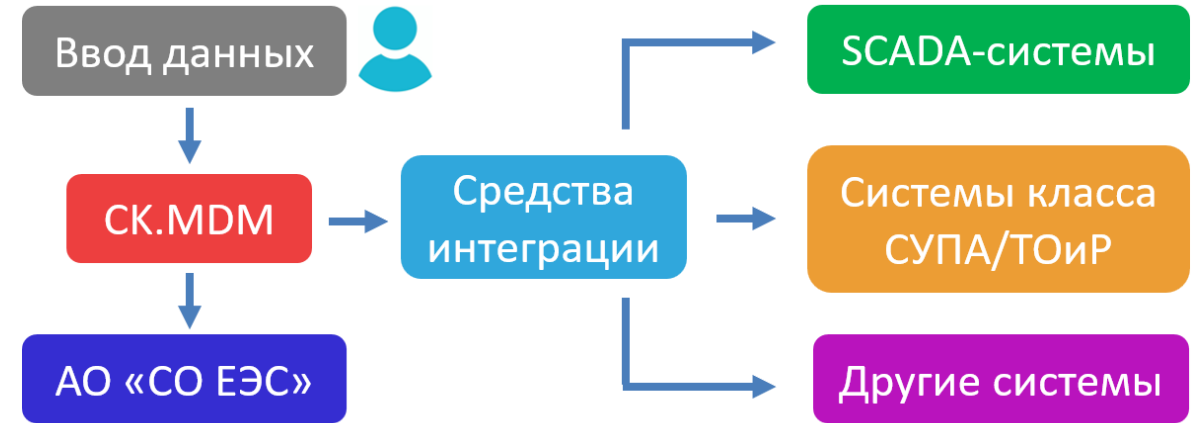 Ввод данных
SCADA-системы
СК.MDM
Средства
интеграции
Системы класса
СУПА/ТОиР
АО «СО ЕЭС»
Другие системы